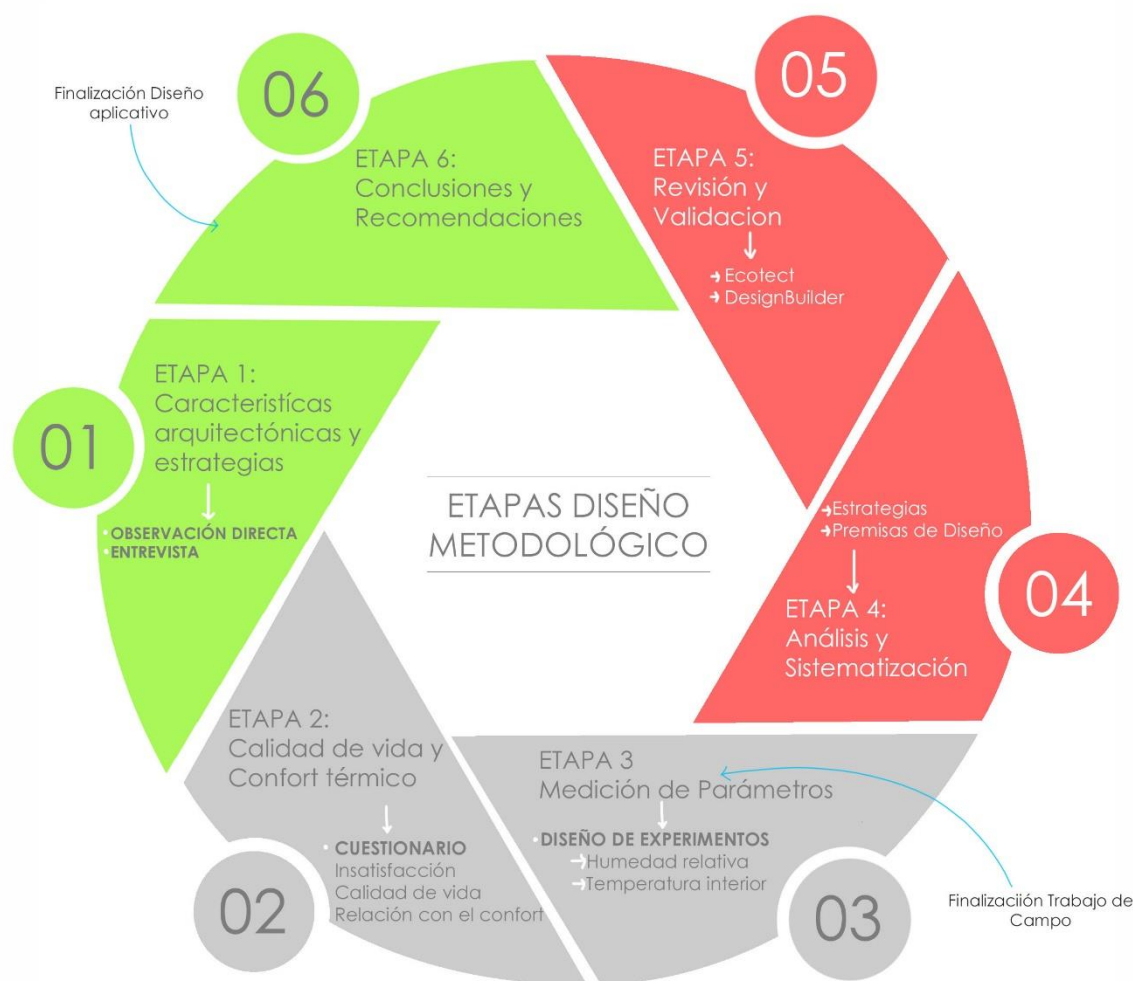 Finalización Diseño
aplicativo
06
ETAPA 6:
Conclusiones y
Recomendaciones
05
ETAPA 5:
Revisión y
Validacion
Ecotect
DesignBuilder
01
ETAPA 1:
Caracteristícas
arquitectónicas y
estrategias
• OBSERVACIÓN DIRECTA
• ENTREVISTA
ETAPAS DISEÑO
METODOLÓGICO
Estrategias
Premisas de Diseño
ETAPA 4:
Análisis y
Sistematización
04
ETAPA 2:
Calidad de vida y
Confort térmico
• CUESTIONARIO
Insatisfacción
Calidad de vida
Relación con el confort
02
ETAPA 3
Medición de Parámetros
• DISEÑO DE EXPERIMENTOS
Humedad relativa
Temperatura interior
03
Finalizaciión Trabajo de
Campo